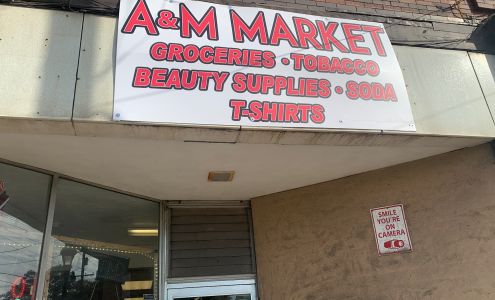 A&M MARKET
GROCERIES • TOBACCO
BEAUTY SUPPLIES • SODA
T-SHIRTS
SMILE
YOU'RE ON
CAMERA